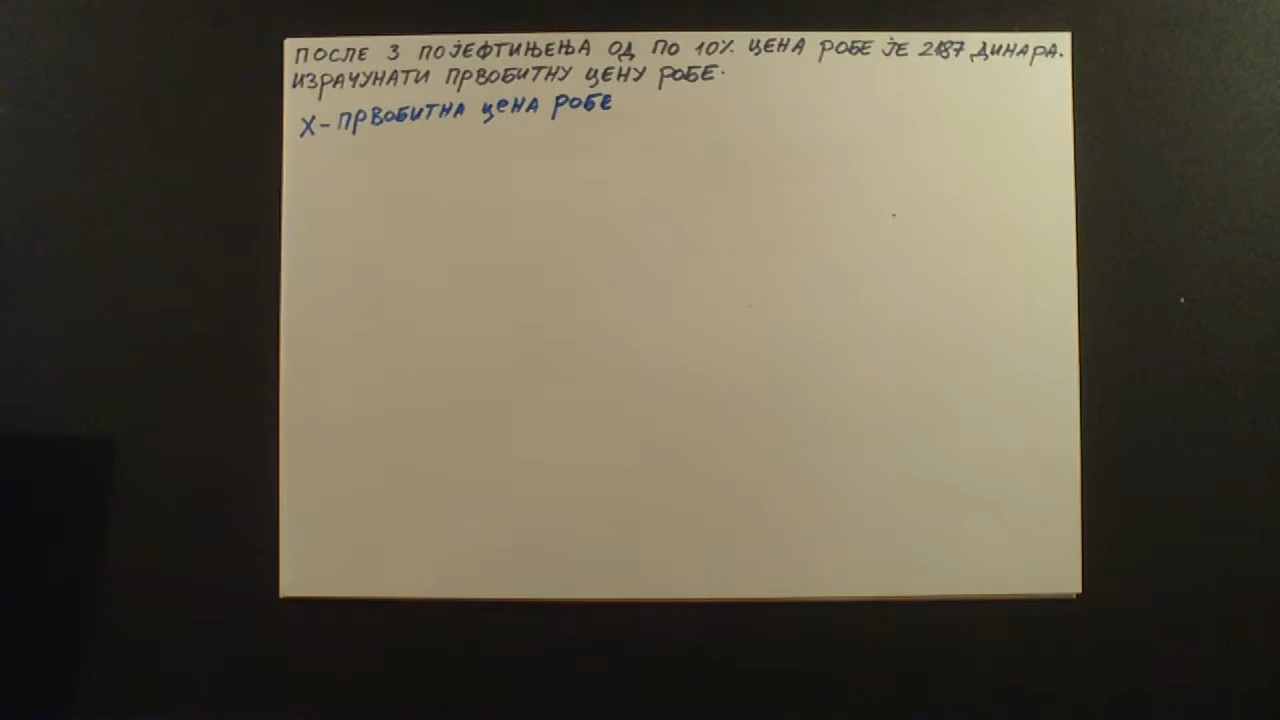 ПОСЛЕ 3 ПОЈЕФТИЊЕЊА ОД ПО 10% ЦЕНА РОБЕ ЈЕ 2187 ДИНАРА.
ИЗРАЧУНАТИ ПРВОБИТНУ ЦЕНУ РОБЕ.
X - ПРВОБИТНА ЦЕНА РОБЕ